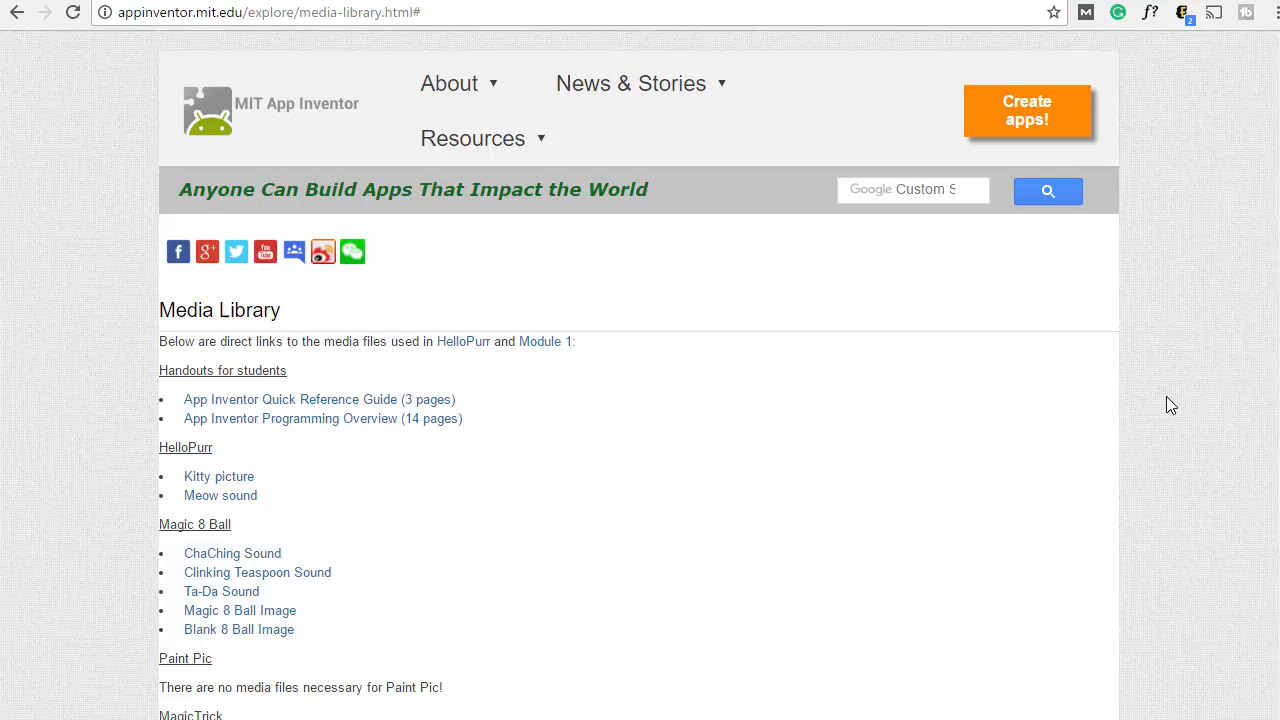 appinventor.mit.edu/explore/media-library.html#
2
MIT App Inventor
About ▼
News & Stories ▼
Resources ▼
Create
apps!
Anyone Can Build Apps That Impact the World
Google Custom S
Media Library
Below are direct links to the media files used in HelloPurr and Module 1:
Handouts for students
• App Inventor Quick Reference Guide (3 pages)
• App Inventor Programming Overview (14 pages)
HelloPurr
• Kitty picture
• Meow sound
Magic 8 Ball
• ChaChing Sound
• Clinking Teaspoon Sound
• Ta-Da Sound
• Magic 8 Ball Image
• Blank 8 Ball Image
Paint Pic
There are no media files necessary for Paint Pic!
MagicTrick